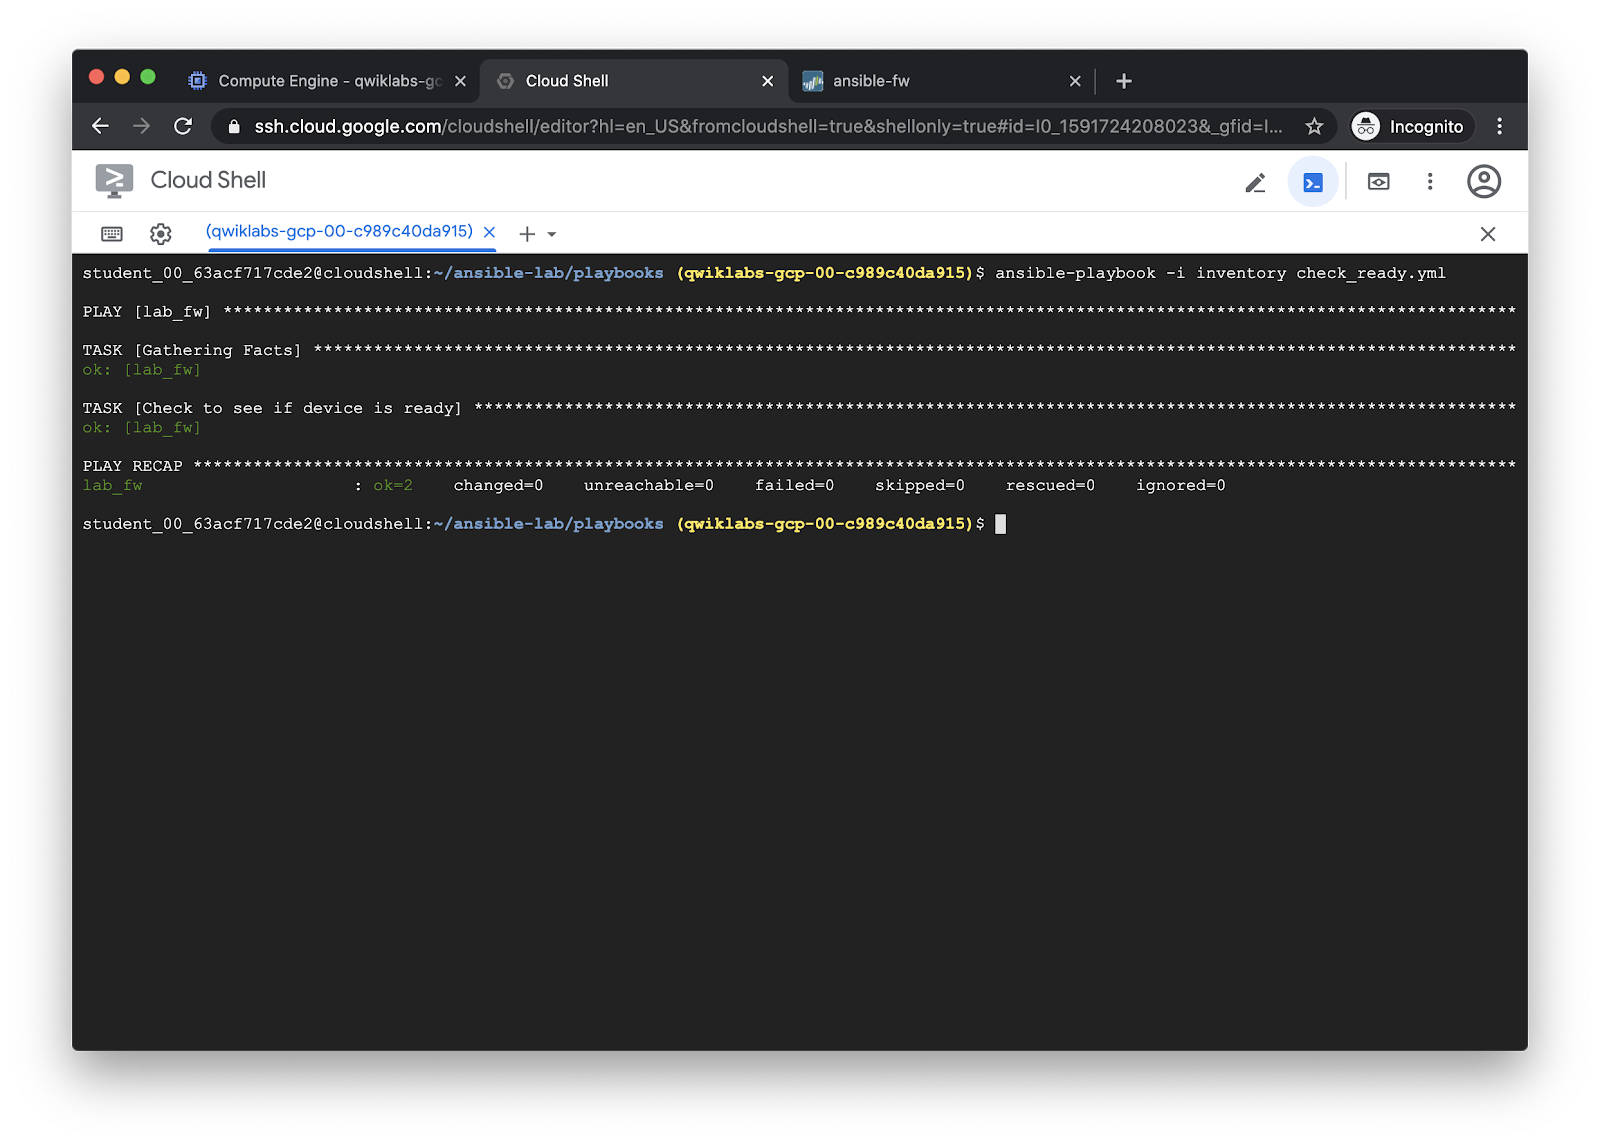 Compute Engine - qwiklabs-gc
Cloud Shell
ansible-fw
ssh.cloud.google.com/cloudshell/editor?hl=en_US&fromcloudshell=true&shellonly=true#id=I0_1591724208023&_gfid=I...
Incognito
Cloud Shell
(qwiklabs-gcp-00-c989c40da915)
student_00_63acf717cde2@cloudshell:~/ansible-lab/playbooks (qwiklabs-gcp-00-c989c40da915)$ ansible-playbook -i inventory check_ready.yml
PLAY [lab_fw] *********************************************************************************************************************************
TASK [Gathering Facts] ************************************************************************************************************************
ok: [lab_fw]
TASK [Check to see if device is ready] ********************************************************************************************************
ok: [lab_fw]
PLAY RECAP ************************************************************************************************************************************
lab_fw : ok=2 changed=0 unreachable=0 failed=0 skipped=0 rescued=0 ignored=0
student_00_63acf717cde2@cloudshell:~/ansible-lab/playbooks (qwiklabs-gcp-00-c989c40da915)$